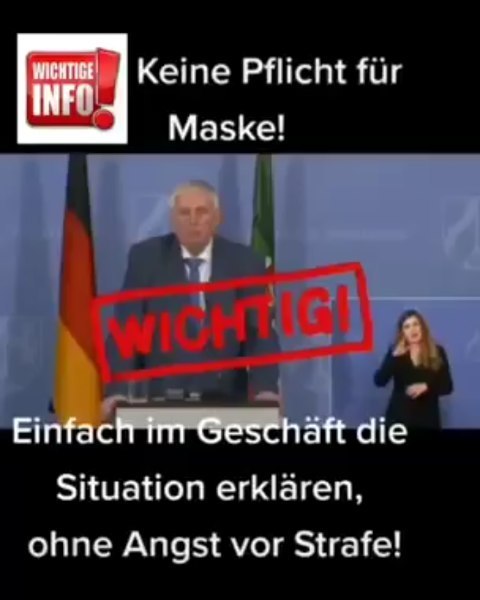 WICHTIGE
INFO!
Keine Pflicht für
Maske!
WICHTIG!
Einfach im Geschäft die
Situation erklären,
ohne Angst vor Strafe!